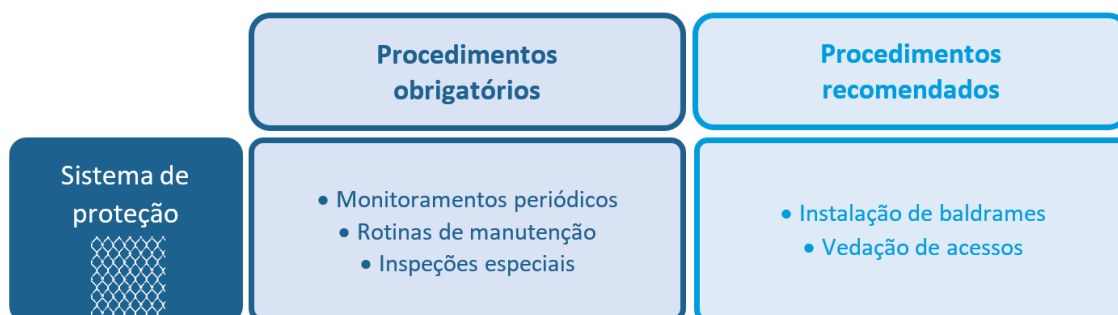 Procedimentos
obrigatórios
Procedimentos
recomendados
Sistema de
proteção
• Monitoramentos periódicos
• Rotinas de manutenção
• Inspeções especiais
• Instalação de baldrames
• Vedação de acessos